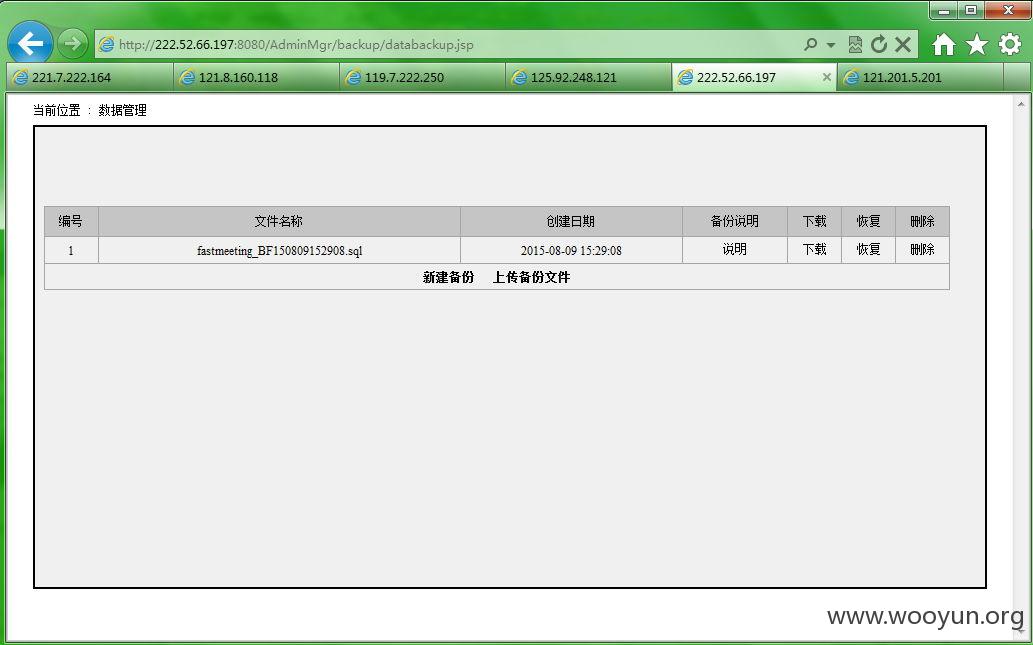 http://222.52.66.197:8080/AdminMgr/backup/databackup.jsp
221.7.222.164 121.8.160.118 119.7.222.250 125.92.248.121 222.52.66.197 121.201.5.201
当前位置 : 数据管理
编号 文件名称 创建日期 备份说明 下载 恢复 删除
1 fastmeeting_BF150809152908.sql 2015-08-09 15:29:08 说明 下载 恢复 删除
新建备份 上传备份文件
www.wooyun.org